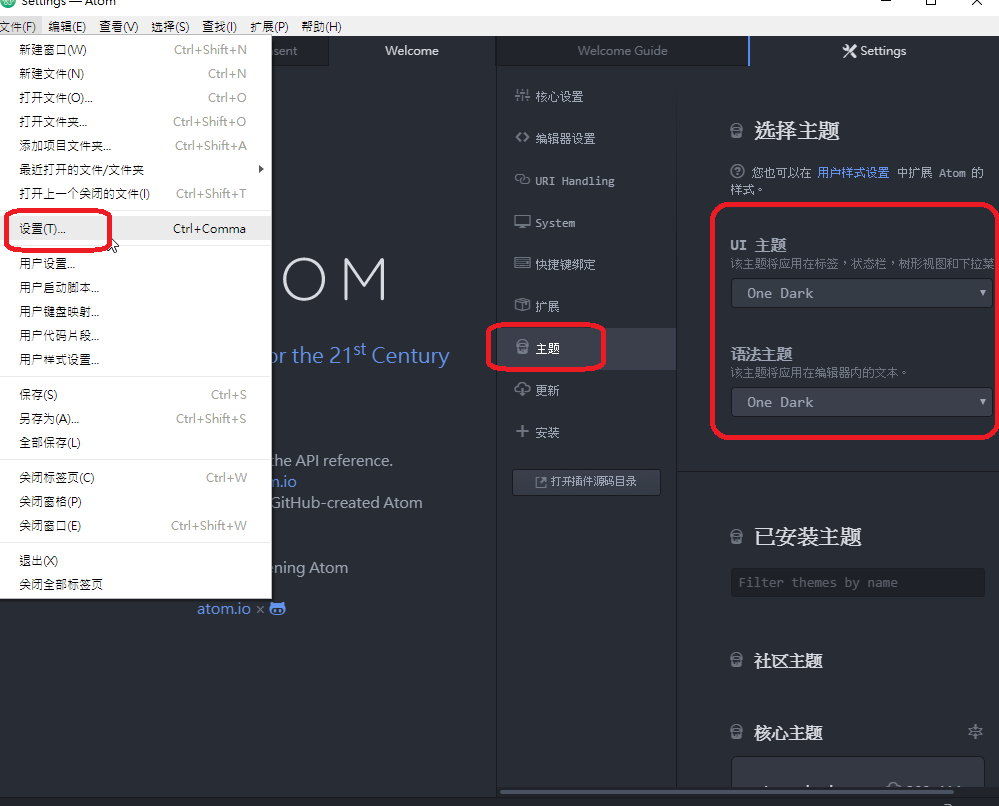 Settings — Atom
文件(F) 编辑(E) 查看(V) 选择(S) 查找(I) 扩展(P) 帮助(H)
新建窗口(W) Ctrl+Shift+N
新建文件(N) Ctrl+N
打开文件(O)... Ctrl+O
打开文件夹... Ctrl+Shift+O
添加项目文件夹... Ctrl+Shift+A
最近打开的文件/文件夹
打开上一个关闭的文件(I) Ctrl+Shift+T
设置(T)... Ctrl+Comma
用户设置...
用户启动脚本...
用户键盘映射...
用户代码片段...
用户样式设置...
保存(S) Ctrl+S
另存为(A)... Ctrl+Shift+S
全部保存(L)
关闭标签页(C) Ctrl+W
关闭窗格(P)
关闭窗口(E) Ctrl+Shift+W
退出(X)
关闭全部标签页
sent
Welcome
Welcome Guide
Settings
OM
or the 21st Century
the API reference.
m.io
GitHub-created Atom
ening Atom
atom.io ×
核心设置
编辑器设置
URI Handling
System
快捷键绑定
扩展
主题
更新
安装
打开插件源码目录
选择主题
您也可以在 用户样式设置 中扩展 Atom 的
样式。
UI 主题
该主题将应用在标签，状态栏，树形视图和下拉菜
One Dark
语法主题
该主题将应用在编辑器内的文本。
One Dark
已安装主题
Filter themes by name
社区主题
核心主题